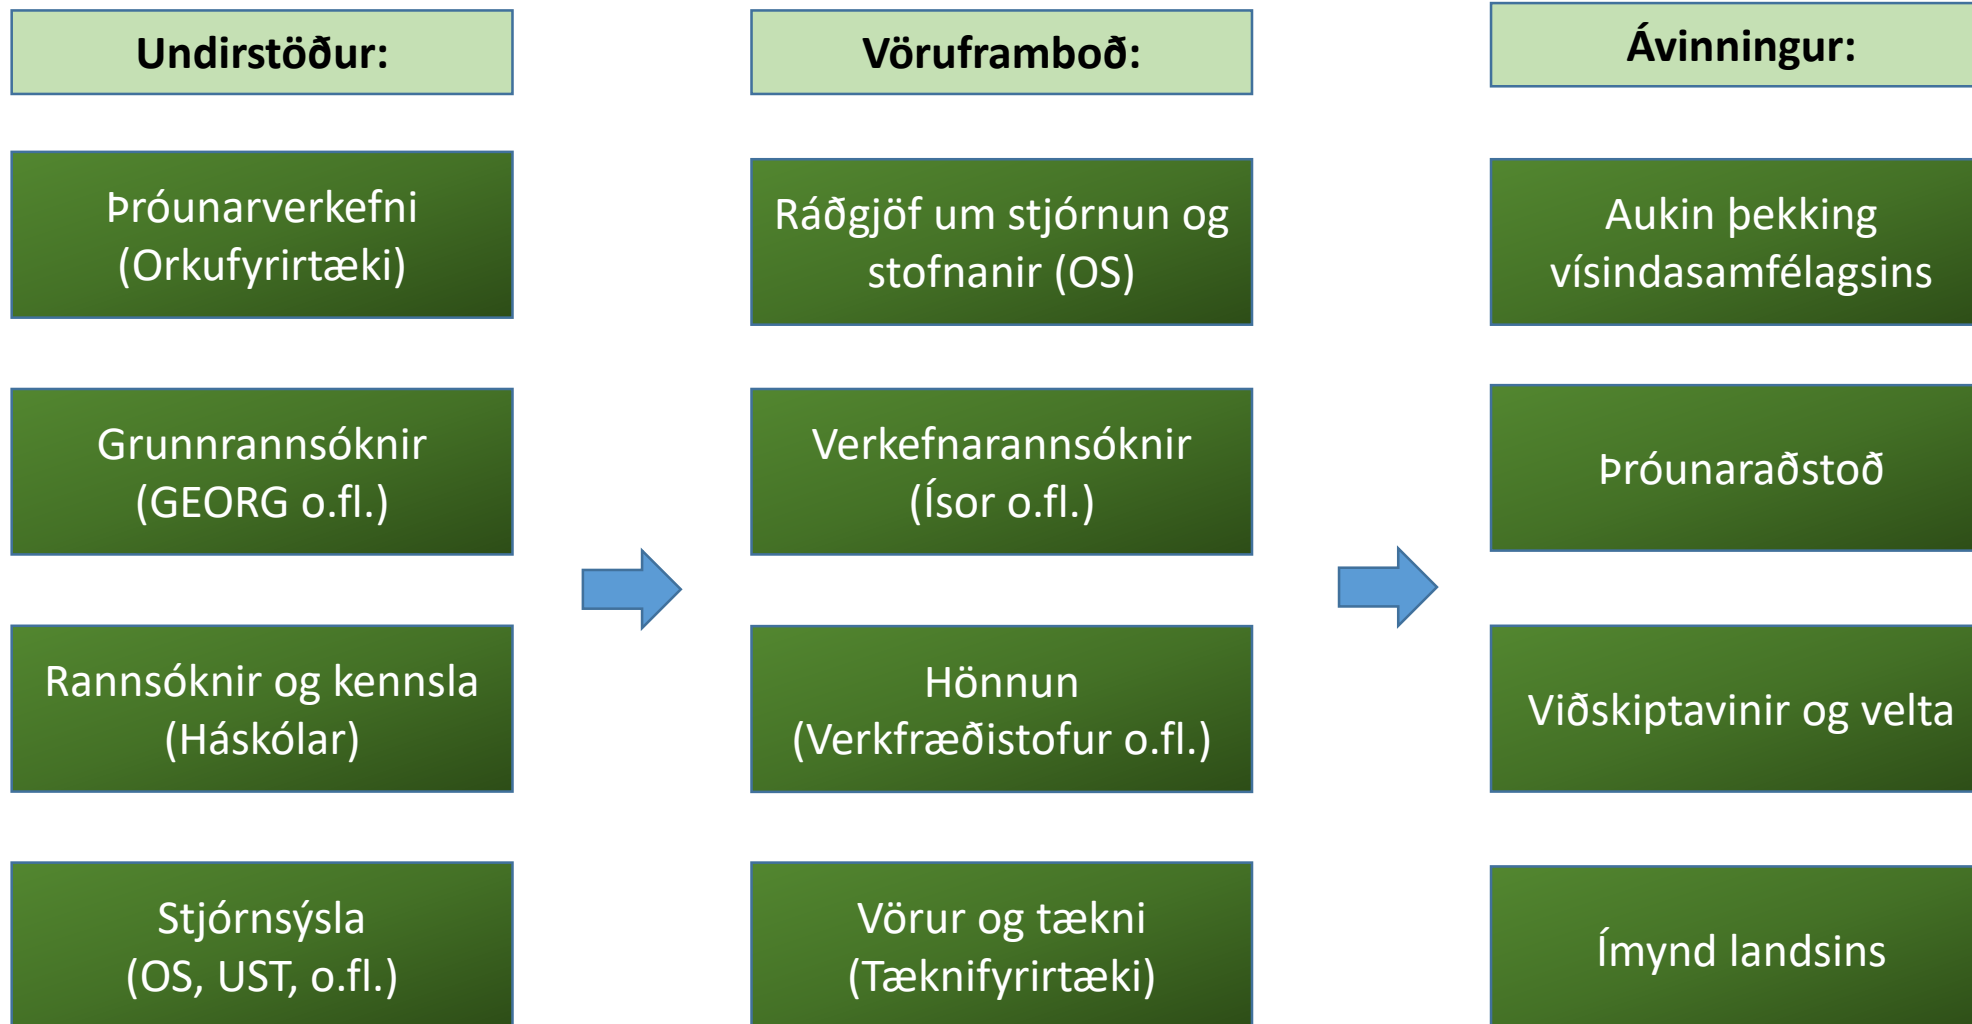 Undirstöður:
Þróunarverkefni
(Orkufyrirtæki)
Grunnrannsóknir
(GEORG o.fl.)
Rannsóknir og kennsla
(Háskólar)
Stjórnsýsla
(OS, UST, o.fl.)
Vöruframboð:
Ráðgjöf um stjórnun og
stofnanir (OS)
Verkefnarannsóknir
(Ísor o.fl.)
Hönnun
(Verkfræðistofur o.fl.)
Vörur og tækni
(Tæknifyrirtæki)
Ávinningur:
Aukin þekking
vísindasamfélagsins
Þróunaraðstoð
Viðskiptavinir og velta
Ímynd landsins